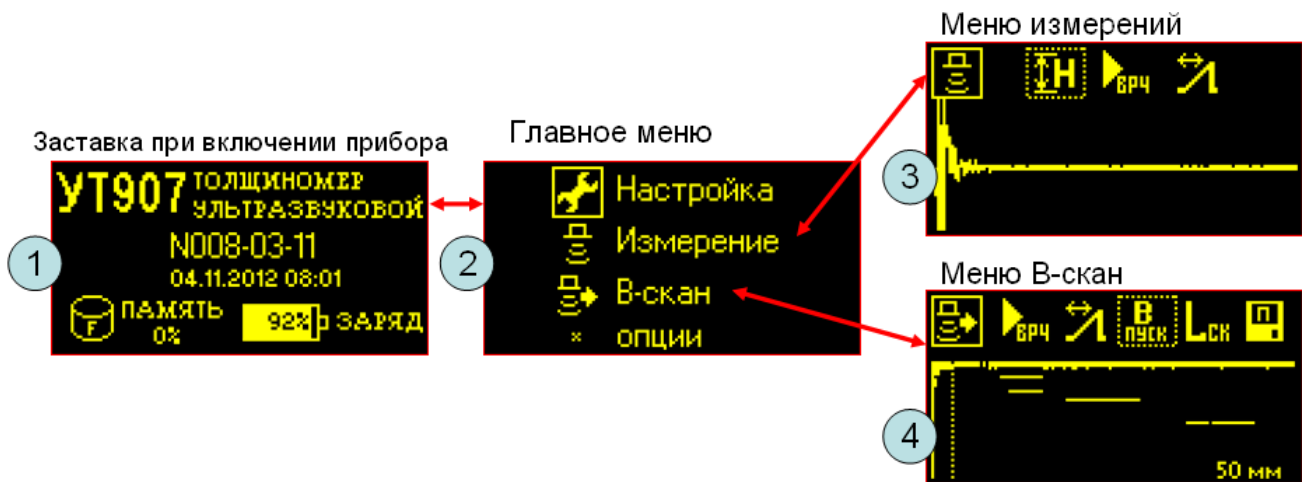 Меню измерений
H ВРЧ
3
Заставка при включении прибора
УТ907 ТОЛЩИНОМЕР
УЛЬТРАЗВУКОВОЙ
N008-03-11
04.11.2012 08:01
F ПАМЯТЬ
0%
92% ЗАРЯД
1
Главное меню
Настройка
Измерение
В-скан
× опции
2
Меню В-скан
ВРЧ В ПУСК Lск П
4
50 мм